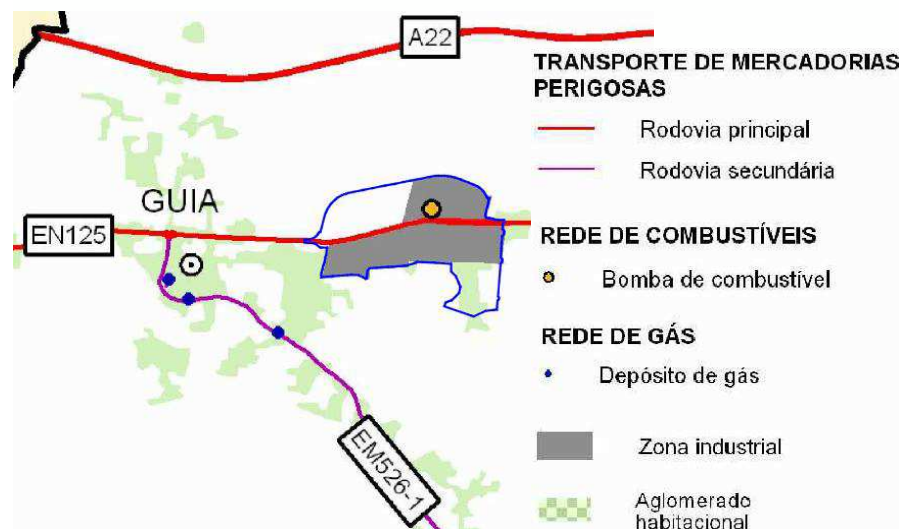 A22
GUIA
EN125
EM526-1
TRANSPORTE DE MERCADORIAS
PERIGOSAS
Rodovia principal
Rodovia secundária
REDE DE COMBUSTÍVEIS
Bomba de combustível
REDE DE GÁS
Depósito de gás
Zona industrial
Aglomerado
habitacional